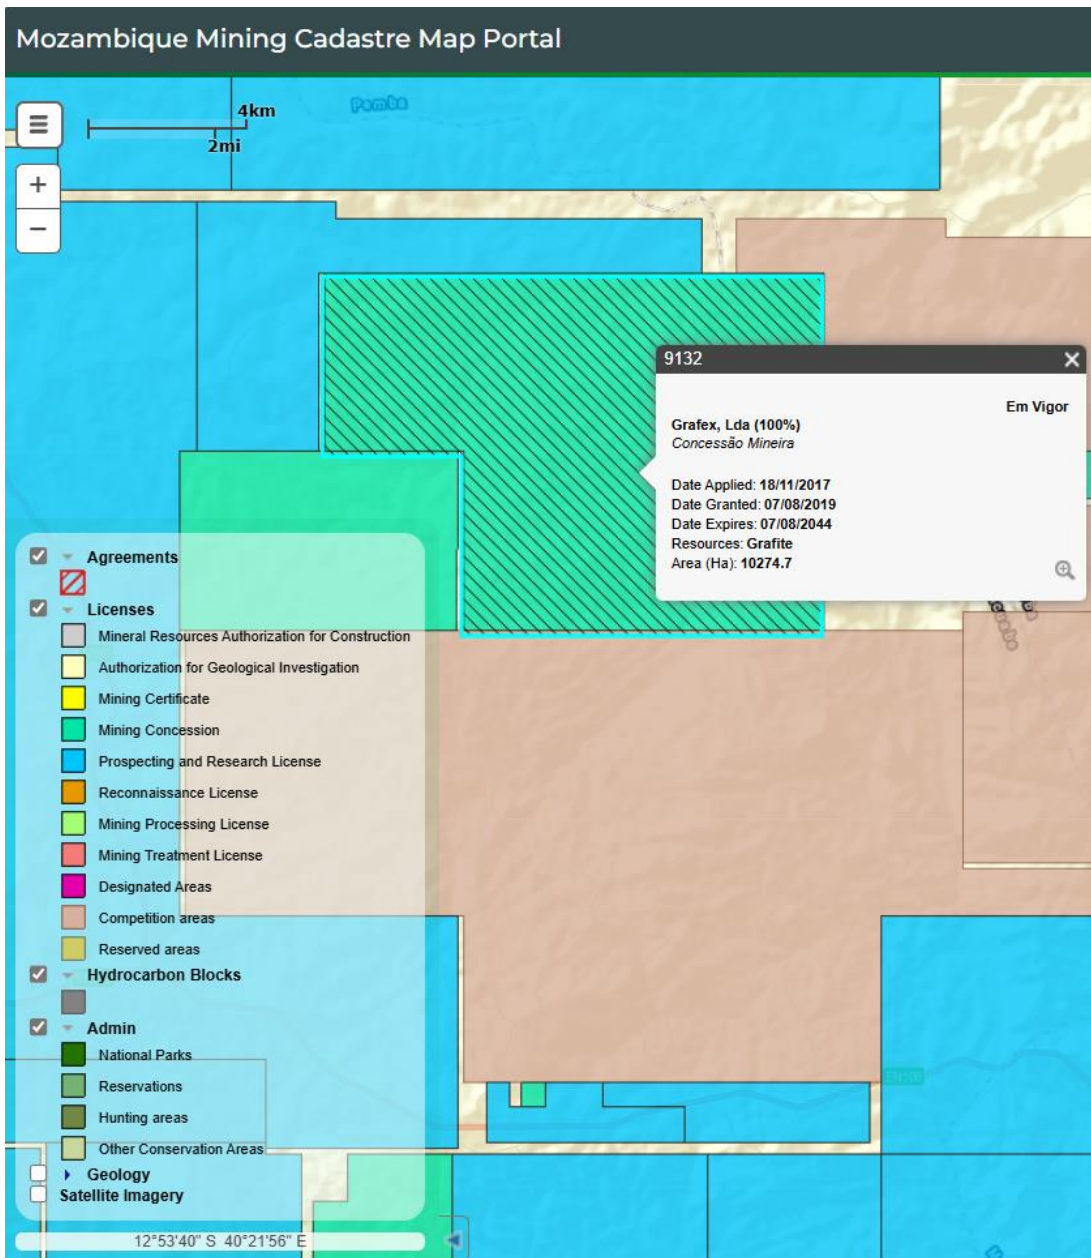 Mozambique Mining Cadastre Map Portal
Pemba
4km
2mi
+
−
9132
Em Vigor
Grafex, Lda (100%)
Concessão Mineira
Date Applied: 18/11/2017
Date Granted: 07/08/2019
Date Expires: 07/08/2044
Resources: Grafite
Area (Ha): 10274.7
Agreements
Licenses
Mineral Resources Authorization for Construction
Authorization for Geological Investigation
Mining Certificate
Mining Concession
Prospecting and Research License
Reconnaissance License
Mining Processing License
Mining Treatment License
Designated Areas
Competition areas
Reserved areas
Hydrocarbon Blocks
Admin
National Parks
Reservations
Hunting areas
Other Conservation Areas
Geology
Satellite Imagery
EN106
12°53'40" S 40°21'56" E